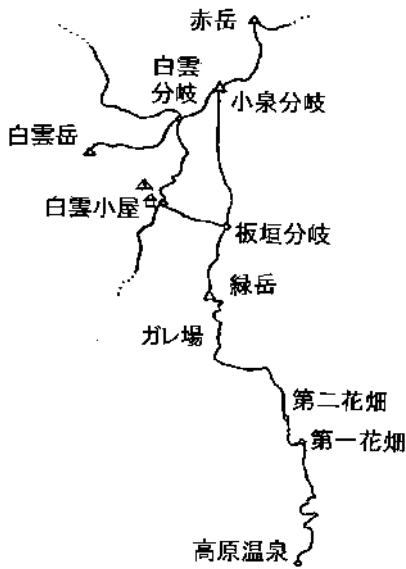 赤岳
白雲
分岐
小泉分岐
白雲岳
白雲小屋
板垣分岐
緑岳
ガレ場
第二花畑
第一花畑
高原温泉